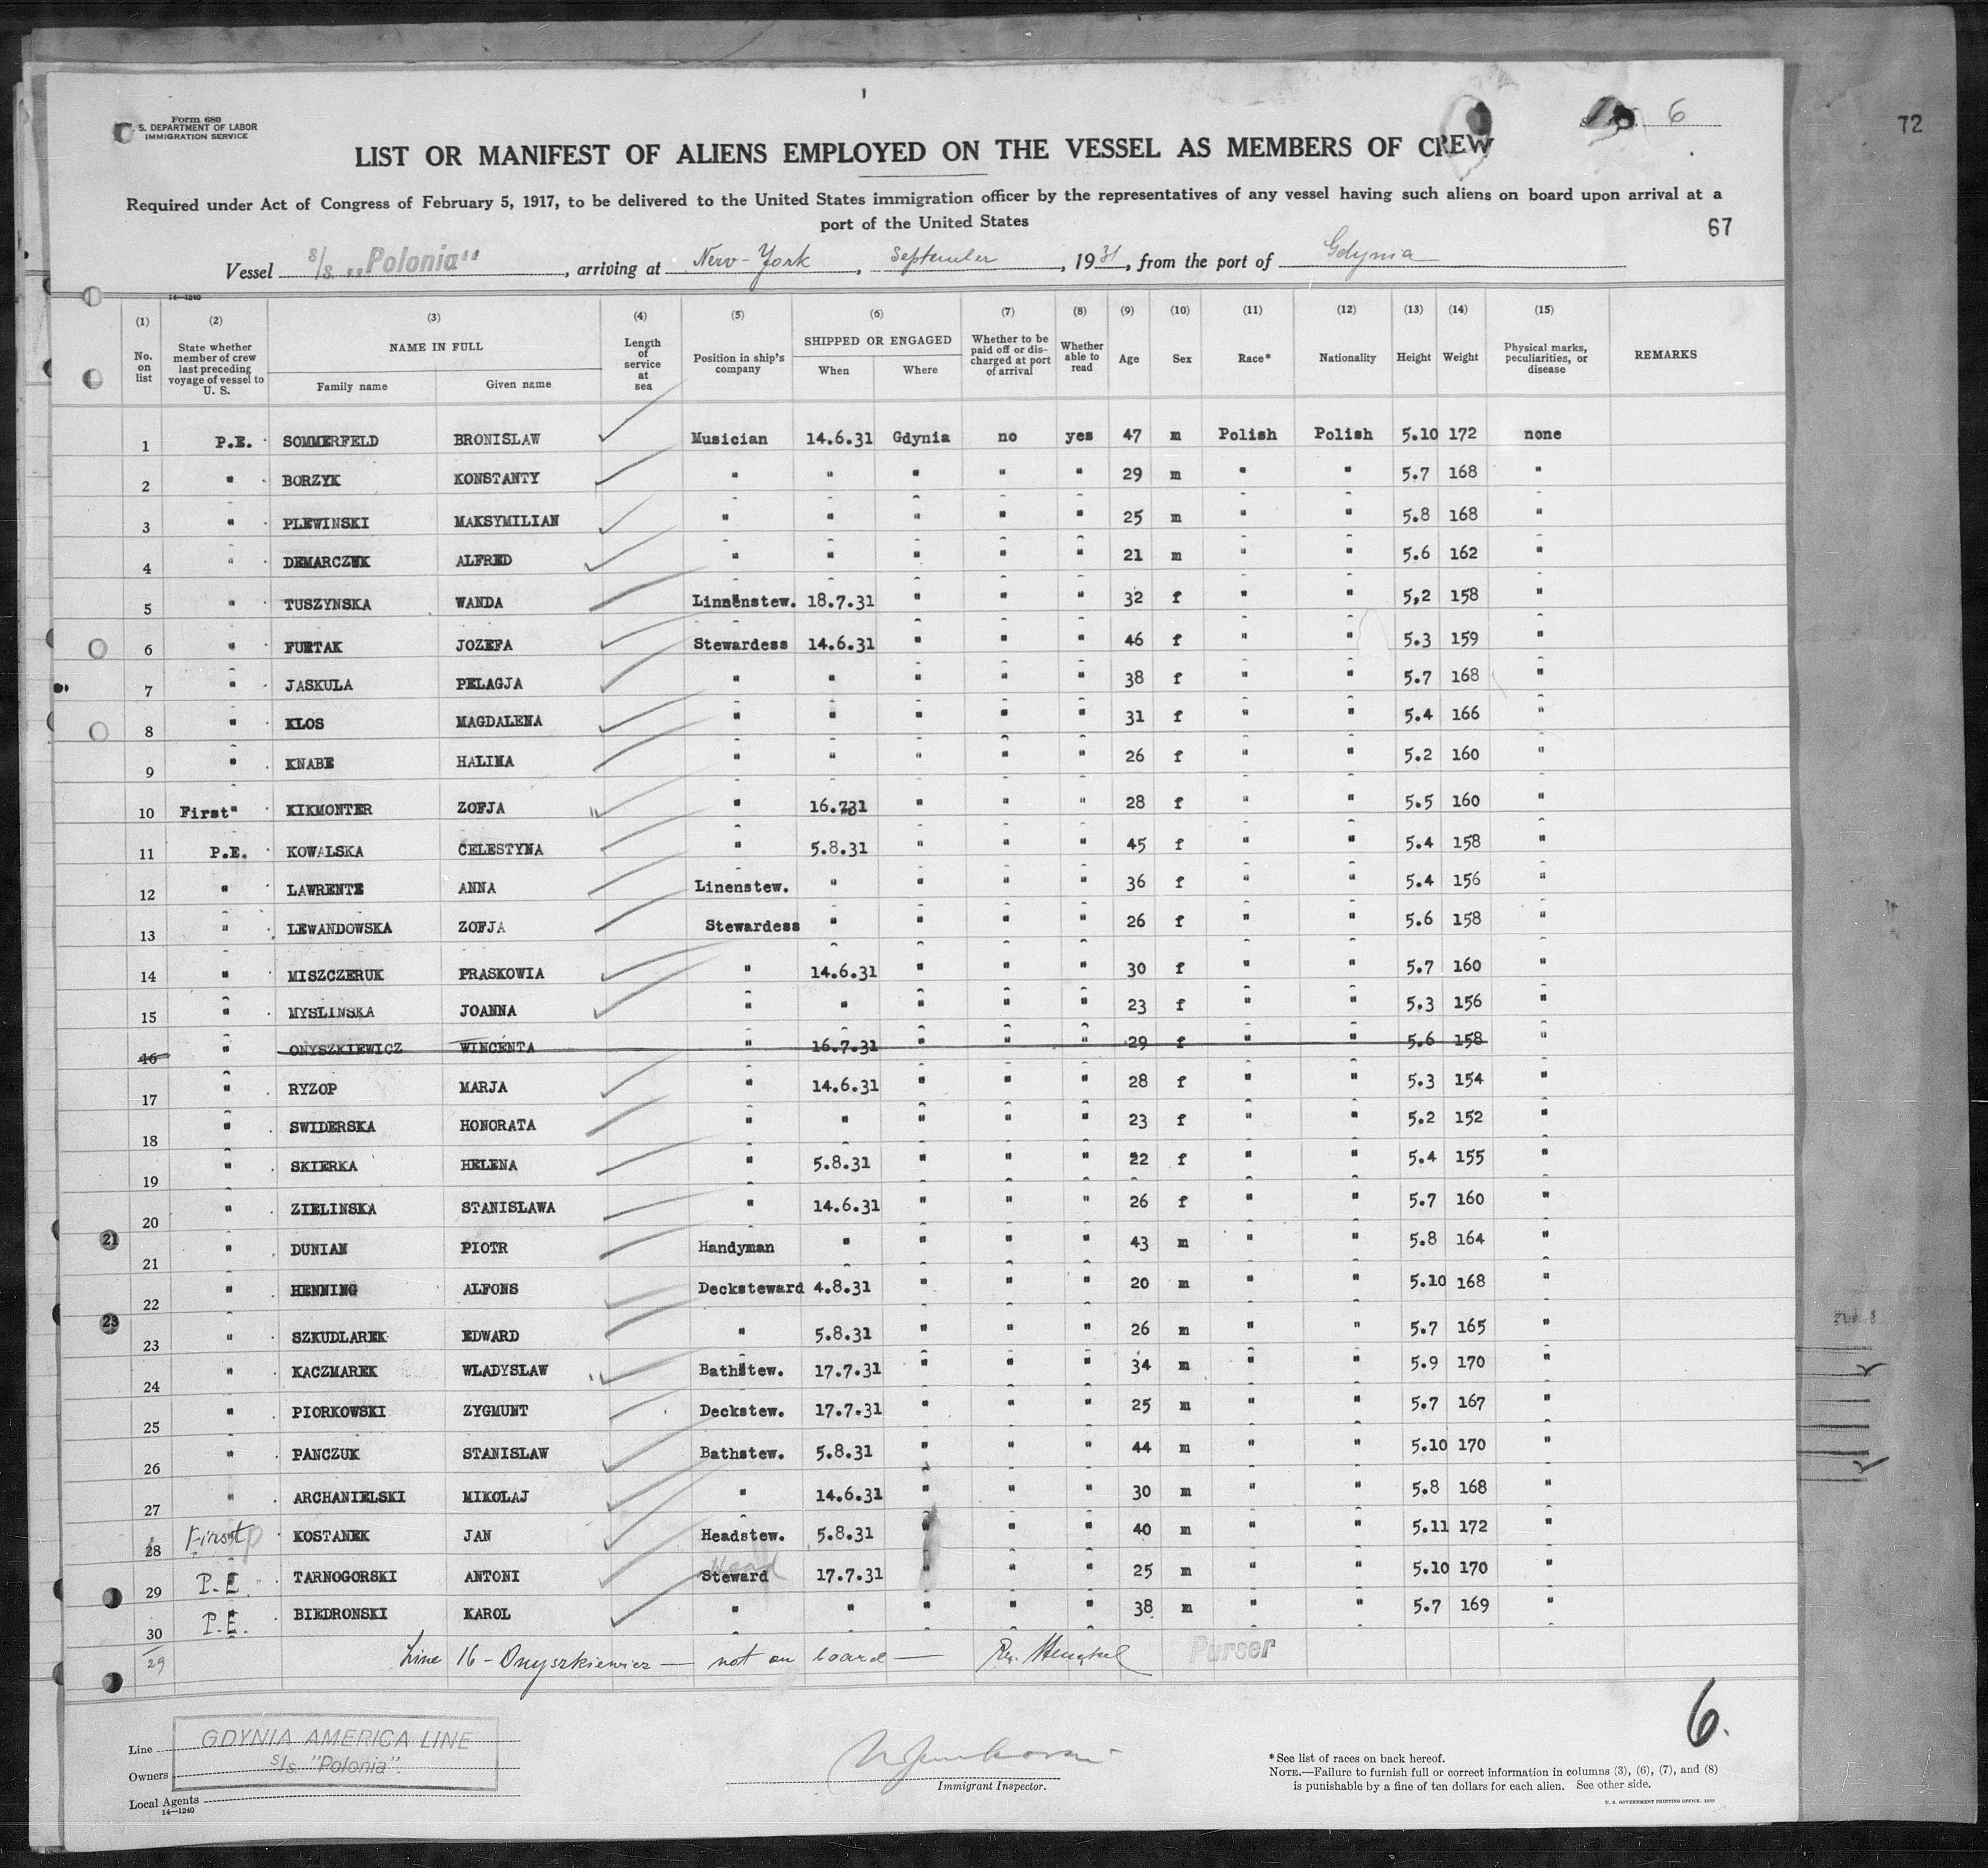 6
72
Form 680
U. S. DEPARTMENT OF LABOR
IMMIGRATION SERVICE
LIST OR MANIFEST OF ALIENS EMPLOYED ON THE VESSEL AS MEMBERS OF CREW
Required under Act of Congress of February 5, 1917, to be delivered to the United States immigration officer by the representatives of any vessel having such aliens on board upon arrival at a
port of the United States
67
Vessel s/s. „Polonia“, arriving at New-York, September, 1931, from the port of Gdynia
14—1240
(1) (2) (3) (4) (5) (6) (7) (8) (9) (10) (11) (12) (13) (14) (15)
No. on list State whether member of crew last preceding voyage of vessel to U. S. NAME IN FULL Family name Given name Length of service at sea Position in ship's company SHIPPED OR ENGAGED When Where Whether to be paid off or discharged at port of arrival Whether able to read Age Sex Race* Nationality Height Weight Physical marks, peculiarities, or disease REMARKS
1 P.E. SOMMERFELD BRONISLAW Musician 14.6.31 Gdynia no yes 47 m Polish Polish 5.10 172 none
2 " BORZYK KONSTANTY " " " " " 29 m " " 5.7 168 "
3 " PLEWINSKI MAKSYMILIAN " " " " " 25 m " " 5.8 168 "
4 " DEMARCZUK ALFRED " " " " " 21 m " " 5.6 162 "
5 " TUSZYNSKA WANDA Linnenstew. 18.7.31 " " " 32 f " " 5,2 158 "
6 " FURTAK JOZEFA Stewardess 14.6.31 " " " 46 f " " 5.3 159 "
7 " JASKULA PELAGJA " " " " " 38 f " " 5.7 168 "
8 " KLOS MAGDALENA " " " " " 31 f " " 5.4 166 "
9 " KNABE HALINA " " " " " 26 f " " 5.2 160 "
10 First" KIKMONTER ZOFJA " 16.731 " " " 28 f " " 5.5 160 "
11 P.E. KOWALSKA CELESTYNA " 5.8.31 " " " 45 f " " 5.4 158 "
12 " LAWRENTZ ANNA Linenstew. " " " " 36 f " " 5.4 156 "
13 " LEWANDOWSKA ZOFJA Stewardess " " " " 26 f " " 5.6 158 "
14 " MISZCZERUK PRASKOWIA " 14.6.31 " " " 30 f " " 5.7 160 "
15 " MYSLINSKA JOANNA " " " " " 23 f " " 5.3 156 "
16 " ONYSZKIEWICZ WINCENTA " 16.7.31 " " " 29 f " " 5.6 158 "
17 " RYZOP MARJA " 14.6.31 " " " 28 f " " 5.3 154 "
18 " SWIDERSKA HONORATA " " " " " 23 f " " 5.2 152 "
19 " SKIERKA HELENA " 5.8.31 " " " 22 f " " 5.4 155 "
20 " ZIELINSKA STANISLAWA " 14.6.31 " " " 26 f " " 5.7 160 "
21 21 " DUNIAN PIOTR Handyman " " " " 43 m " " 5.8 164 "
22 " HENNING ALFONS Decksteward 4.8.31 " " " 20 m " " 5.10 168 "
23 23 " SZKUDLAREK EDWARD " 5.8.31 " " " 26 m " " 5.7 165 "
24 " KACZMAREK WLADYSLAW Bathstew. 17.7.31 " " " 34 m " " 5.9 170 "
25 " PIORKOWSKI ZYGMUNT Deckstew. 17.7.31 " " " 25 m " " 5.7 167 "
26 " PANCZUK STANISLAW Bathstew. 5.8.31 " " " 44 m " " 5.10 170 "
27 " ARCHANIELSKI MIKOLAJ " 14.6.31 " " " 30 m " " 5.8 168 "
28 First KOSTANEK JAN Headstew. 5.8.31 " " " 40 m " " 5.11 172 "
29 P.E. TARNOGORSKI ANTONI Head Steward 17.7.31 " " " 25 m " " 5.10 170 "
30 P.E. BIEDRONSKI KAROL " " " " " 38 m " " 5.7 169 "
29 Line 16 - Onyszkiewicz — not on board — Purser
6.
Line GDYNIA AMERICA LINE
Owners s/s. "Polonia".
Local Agents
14—1240
Immigrant Inspector.
*See list of races on back hereof.
NOTE.—Failure to furnish full or correct information in columns (3), (6), (7), and (8)
is punishable by a fine of ten dollars for each alien. See other side.
U. S. GOVERNMENT PRINTING OFFICE: 1929